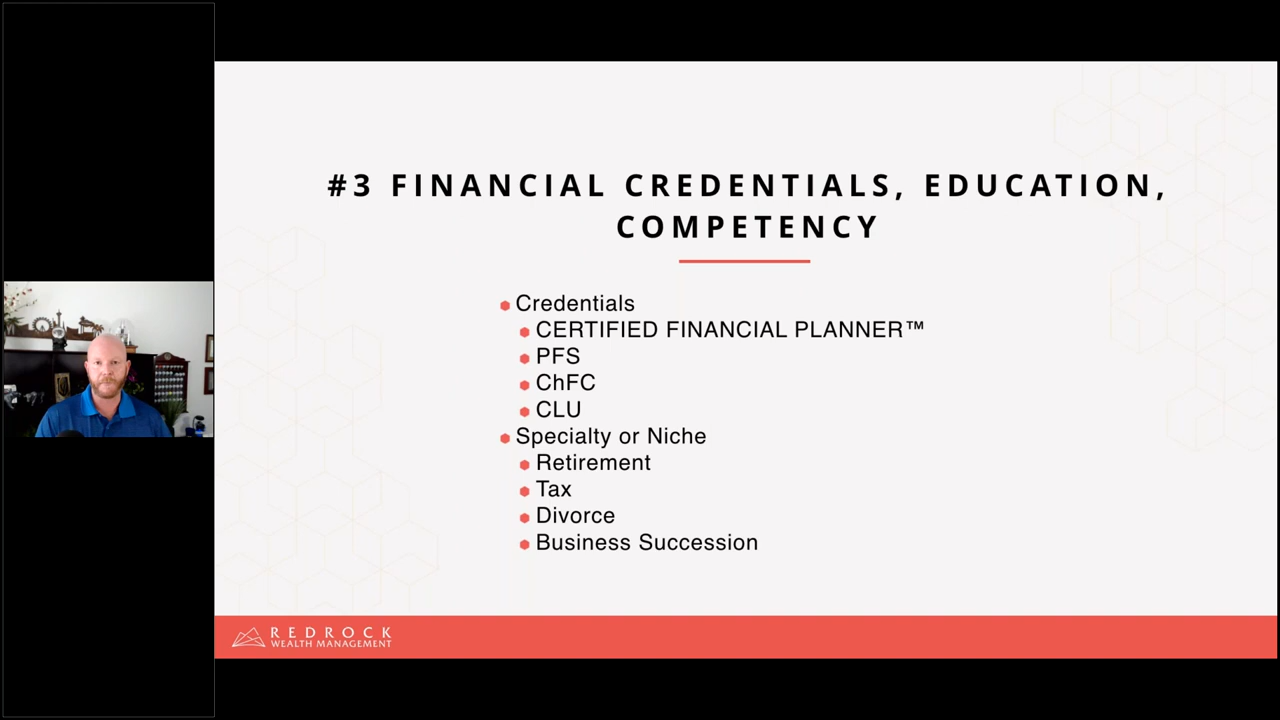 #3 FINANCIAL CREDENTIALS, EDUCATION,
COMPETENCY
Credentials
CERTIFIED FINANCIAL PLANNER™
PFS
ChFC
CLU
Specialty or Niche
Retirement
Tax
Divorce
Business Succession
REDROCK
WEALTH MANAGEMENT